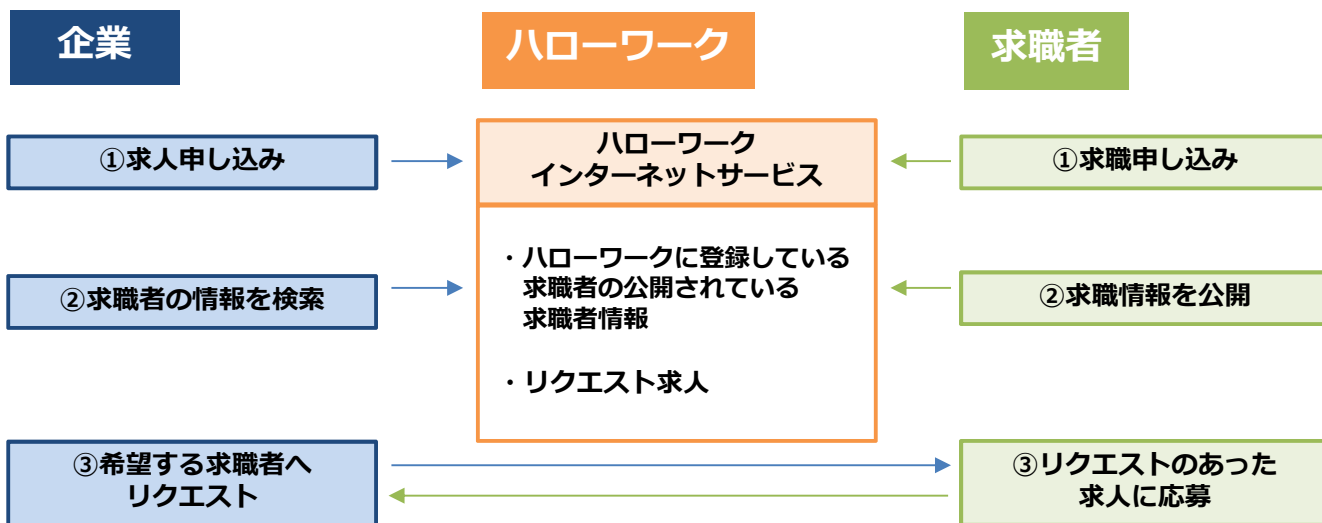 企業
ハローワーク
求職者
①求人申し込み
ハローワーク
インターネットサービス
①求職申し込み
②求職者の情報を検索
・ハローワークに登録している
求職者の公開されている
求職者情報
・リクエスト求人
②求職情報を公開
③希望する求職者へ
リクエスト
③リクエストのあった
求人に応募